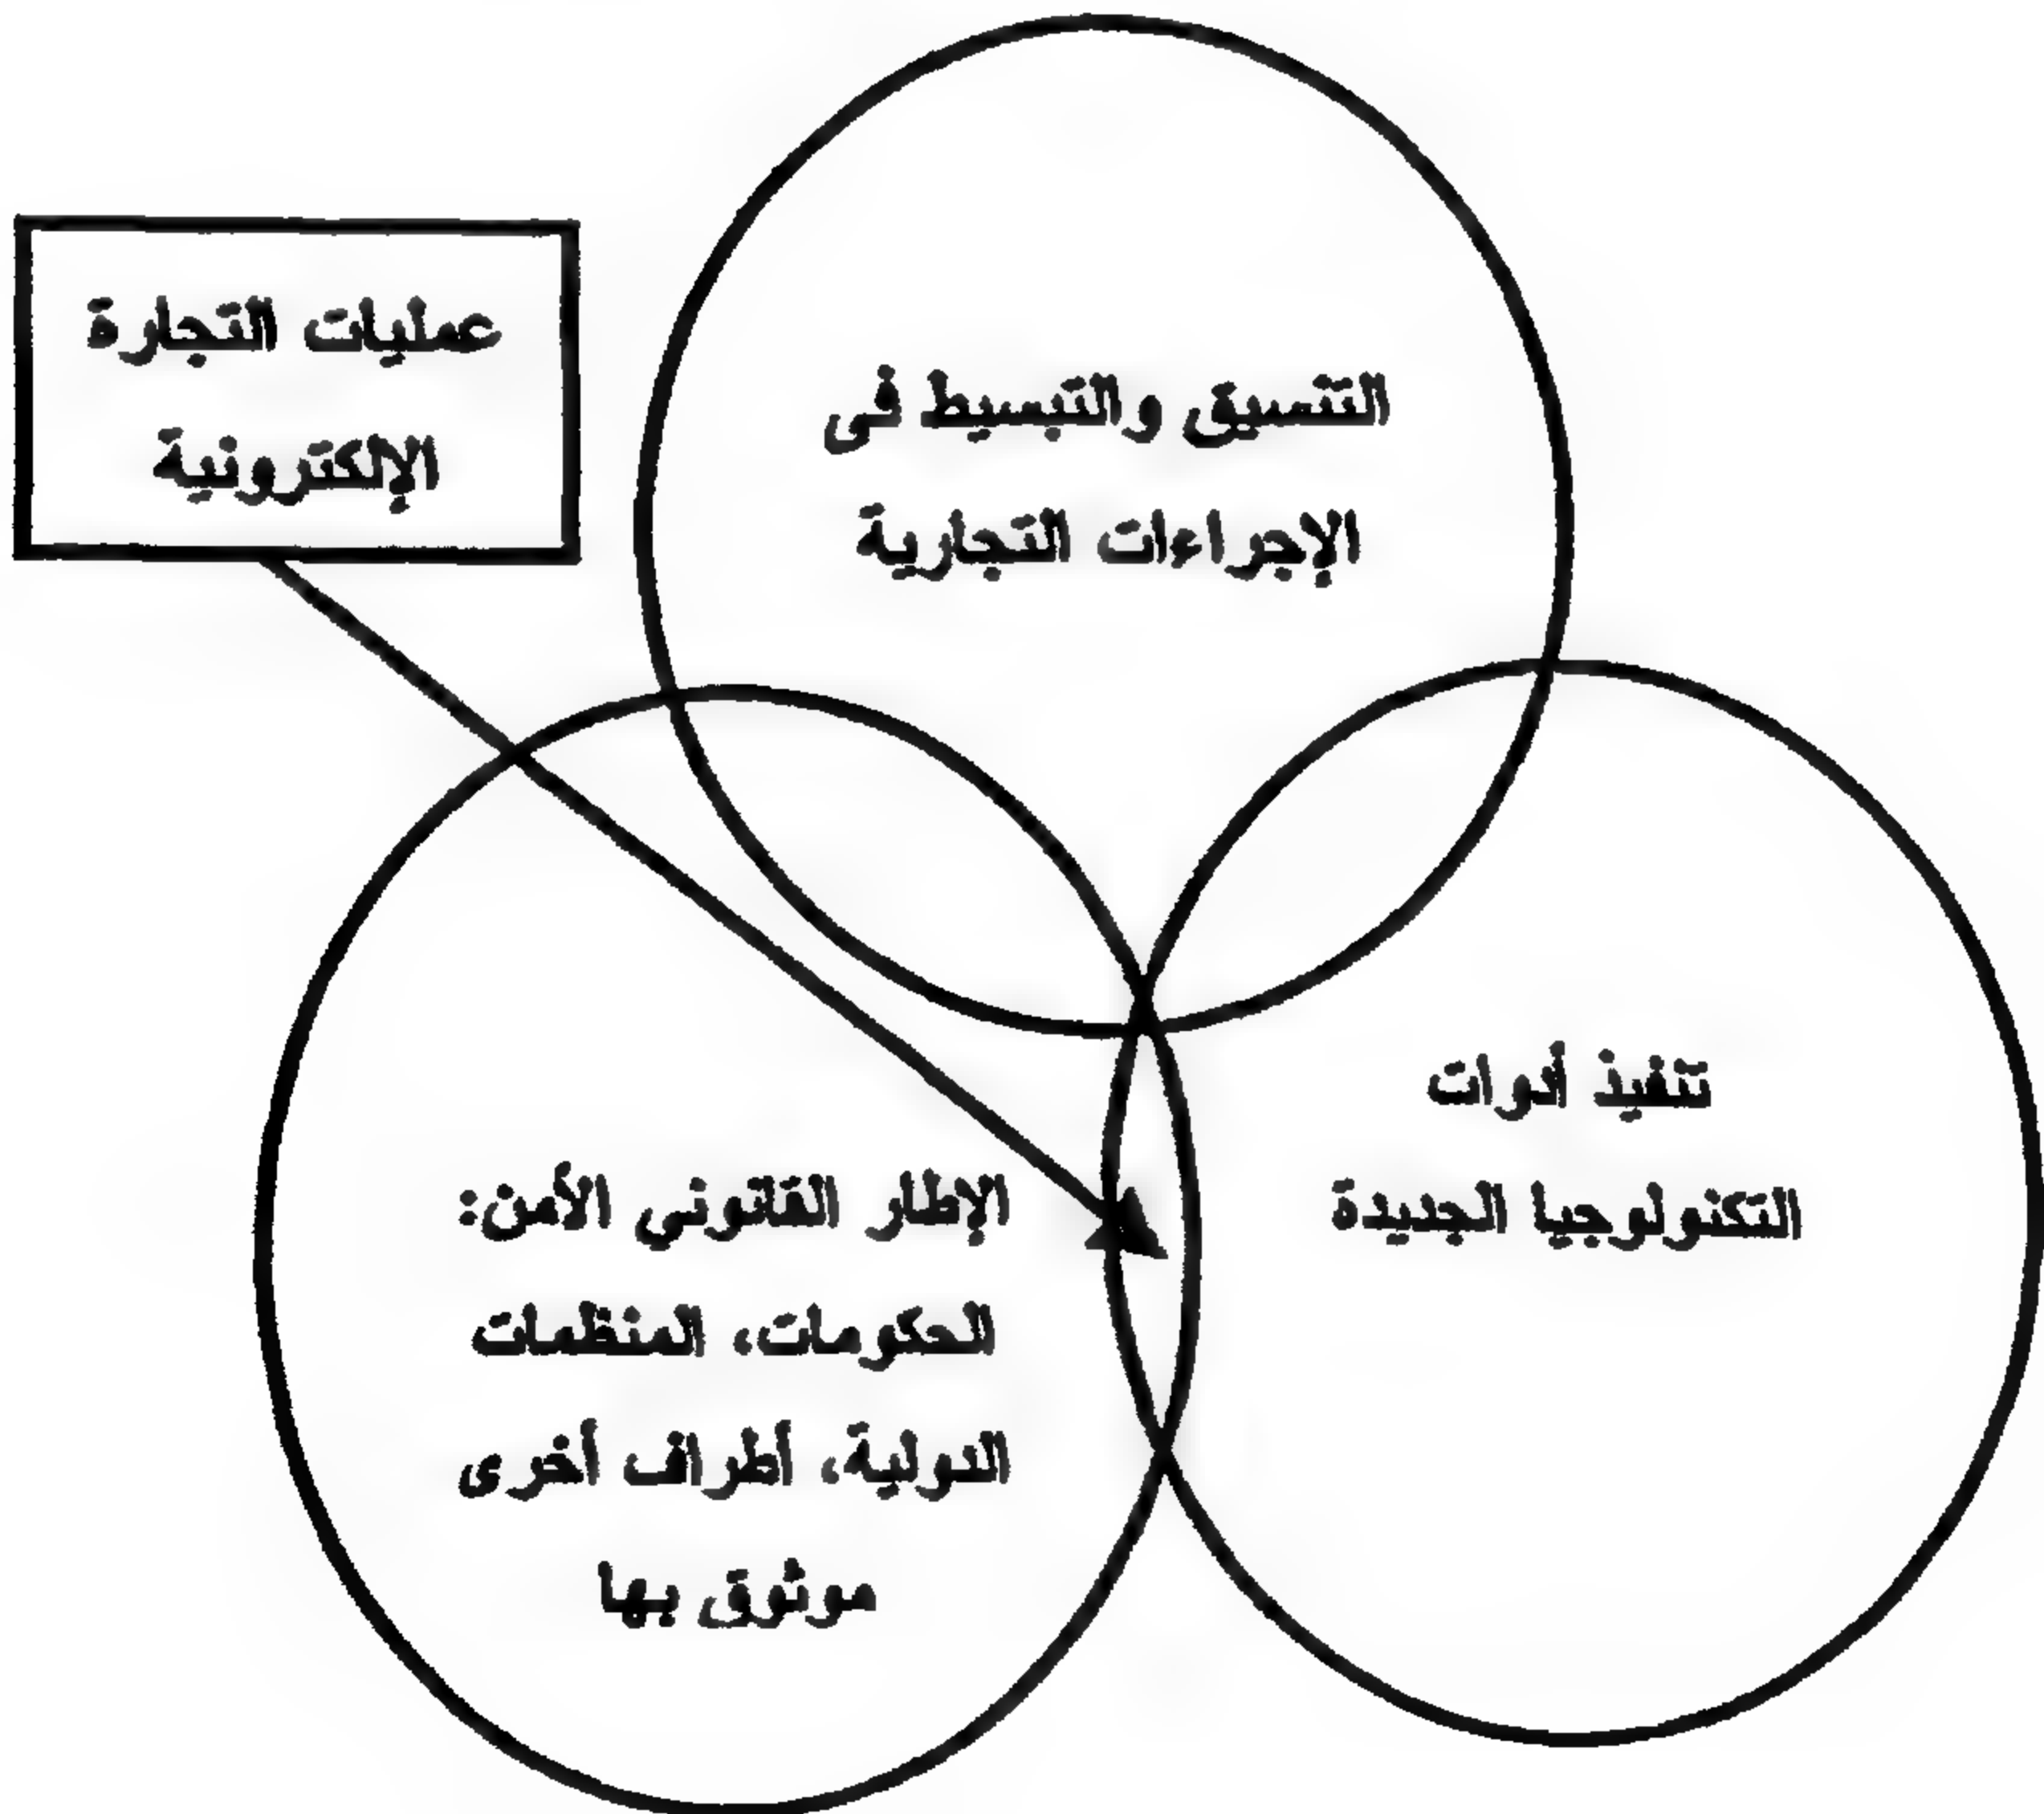 عمليات التجارة
الإلكترونية
التنسيق والتبسيط فى
الإجراءات التجارية
تنفيذ أدوات
التكنولوجيا الجديدة
الإطار القانوني الأمن:
الحكومات، المنظمات
الدولية، أطراف أخرى
موثوق بها